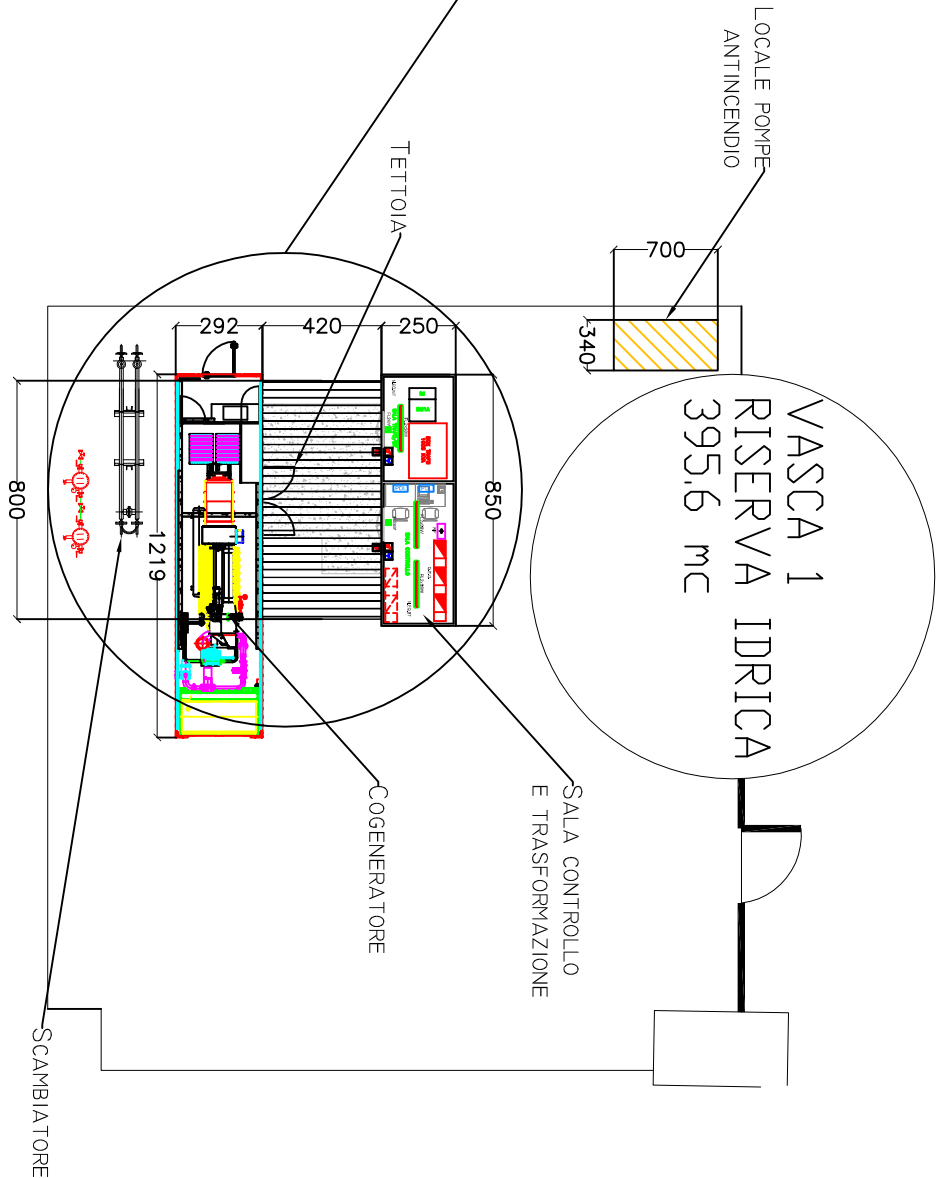 LOCALE POMPE
ANTINCENDIO
700
340
VASCA 1
RISERVA IDRICA
395.6 mc
TETTOIA
292
420
250
850
800
1219
SALA CONTROLLO
E TRASFORMAZIONE
COGENERATORE
SCAMBIATORE